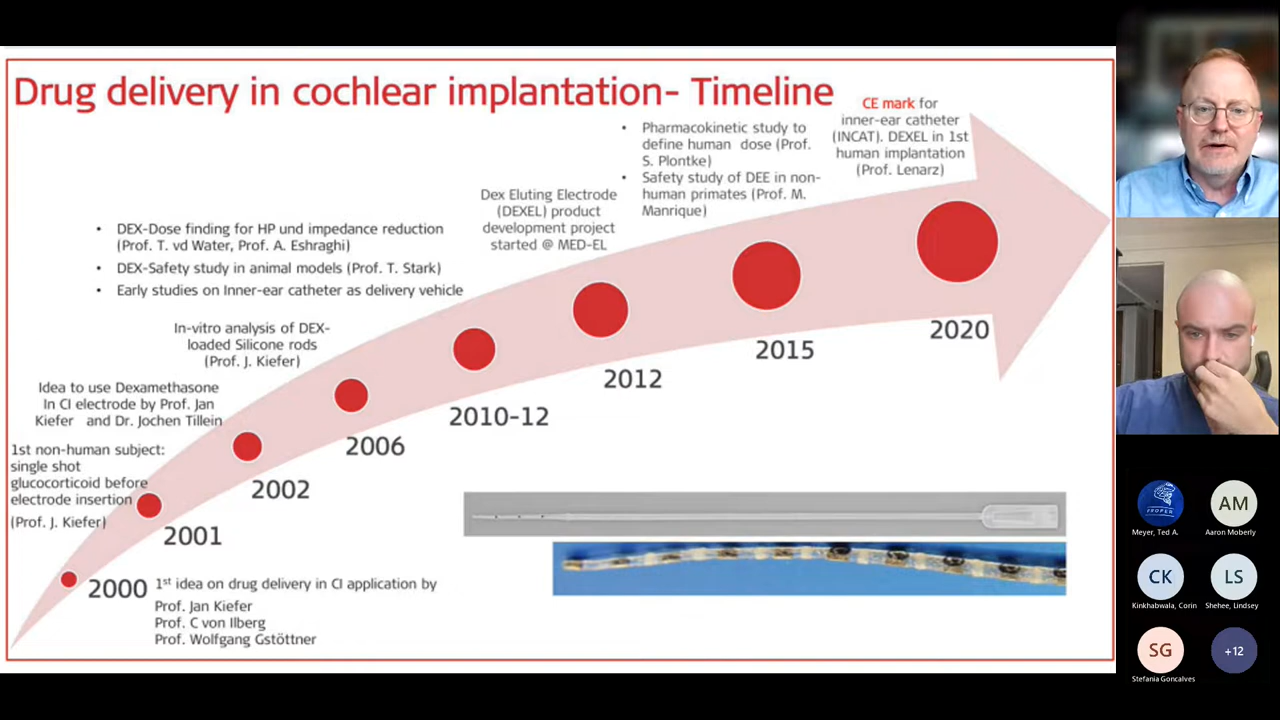 Drug delivery in cochlear implantation- Timeline
CE mark for
inner-ear catheter
(INCAT). DEXEL in 1st
human implantation
(Prof. Lenarz)
• Pharmacokinetic study to
define human dose (Prof.
S. Plontke)
• Safety study of DEE in non-
human primates (Prof. M.
Manrique)
Dex Eluting Electrode
(DEXEL) product
development project
started @ MED-EL
• DEX-Dose finding for HP und impedance reduction
(Prof. T. vd Water, Prof. A. Eshraghi)
• DEX-Safety study in animal models (Prof. T. Stark)
• Early studies on Inner-ear catheter as delivery vehicle
In-vitro analysis of DEX-
loaded Silicone rods
(Prof. J. Kiefer)
Idea to use Dexamethasone
In CI electrode by Prof. Jan
Kiefer and Dr. Jochen Tillein
1st non-human subject:
single shot
glucocorticoid before
electrode insertion
(Prof. J. Kiefer)
2020
2015
2012
2010-12
2006
2002
2001
2000
1st idea on drug delivery in CI application by
Prof. Jan Kiefer
Prof. C von Ilberg
Prof. Wolfgang Gstöttner
PROPEL
Meyer, Ted A.
AM
Aaron Moberly
CK
Kinkhabwala, Corin
LS
Shehee, Lindsey
SG
Stefania Goncalves
+12